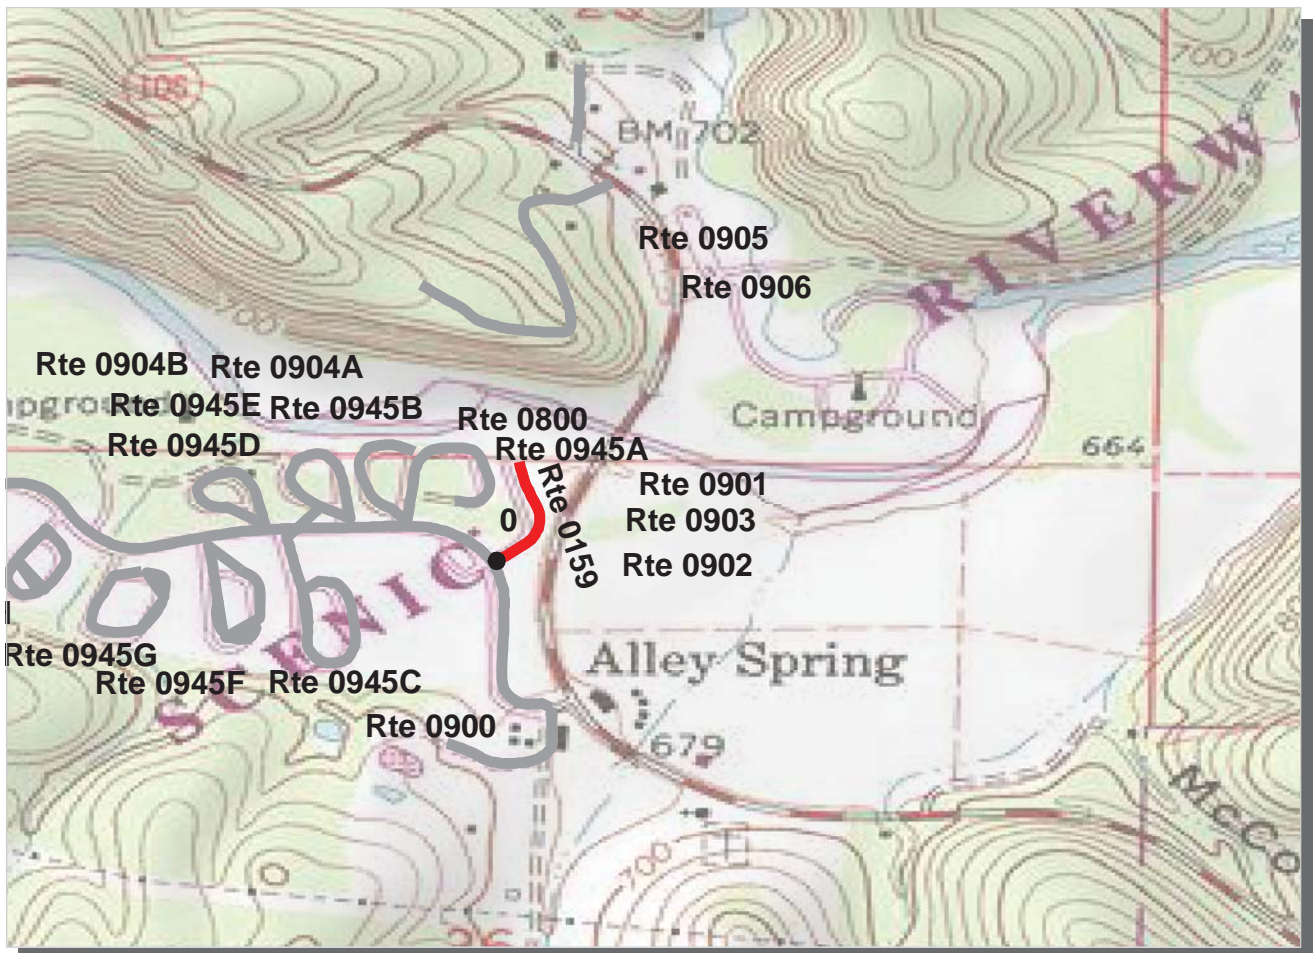 106
BM 702
700
RIVERW
Rte 0905
Rte 0906
700
Rte 0904B Rte 0904A
Rte 0945E Rte 0945B
Rte 0800
Campground
Rte 0945D
Rte 0945A
664
Rte 0901
0
Rte 0159
Rte 0903
Rte 0902
SCENIC
Rte 0945G
Alley Spring
Rte 0945F Rte 0945C
Rte 0900
679
McCo
700